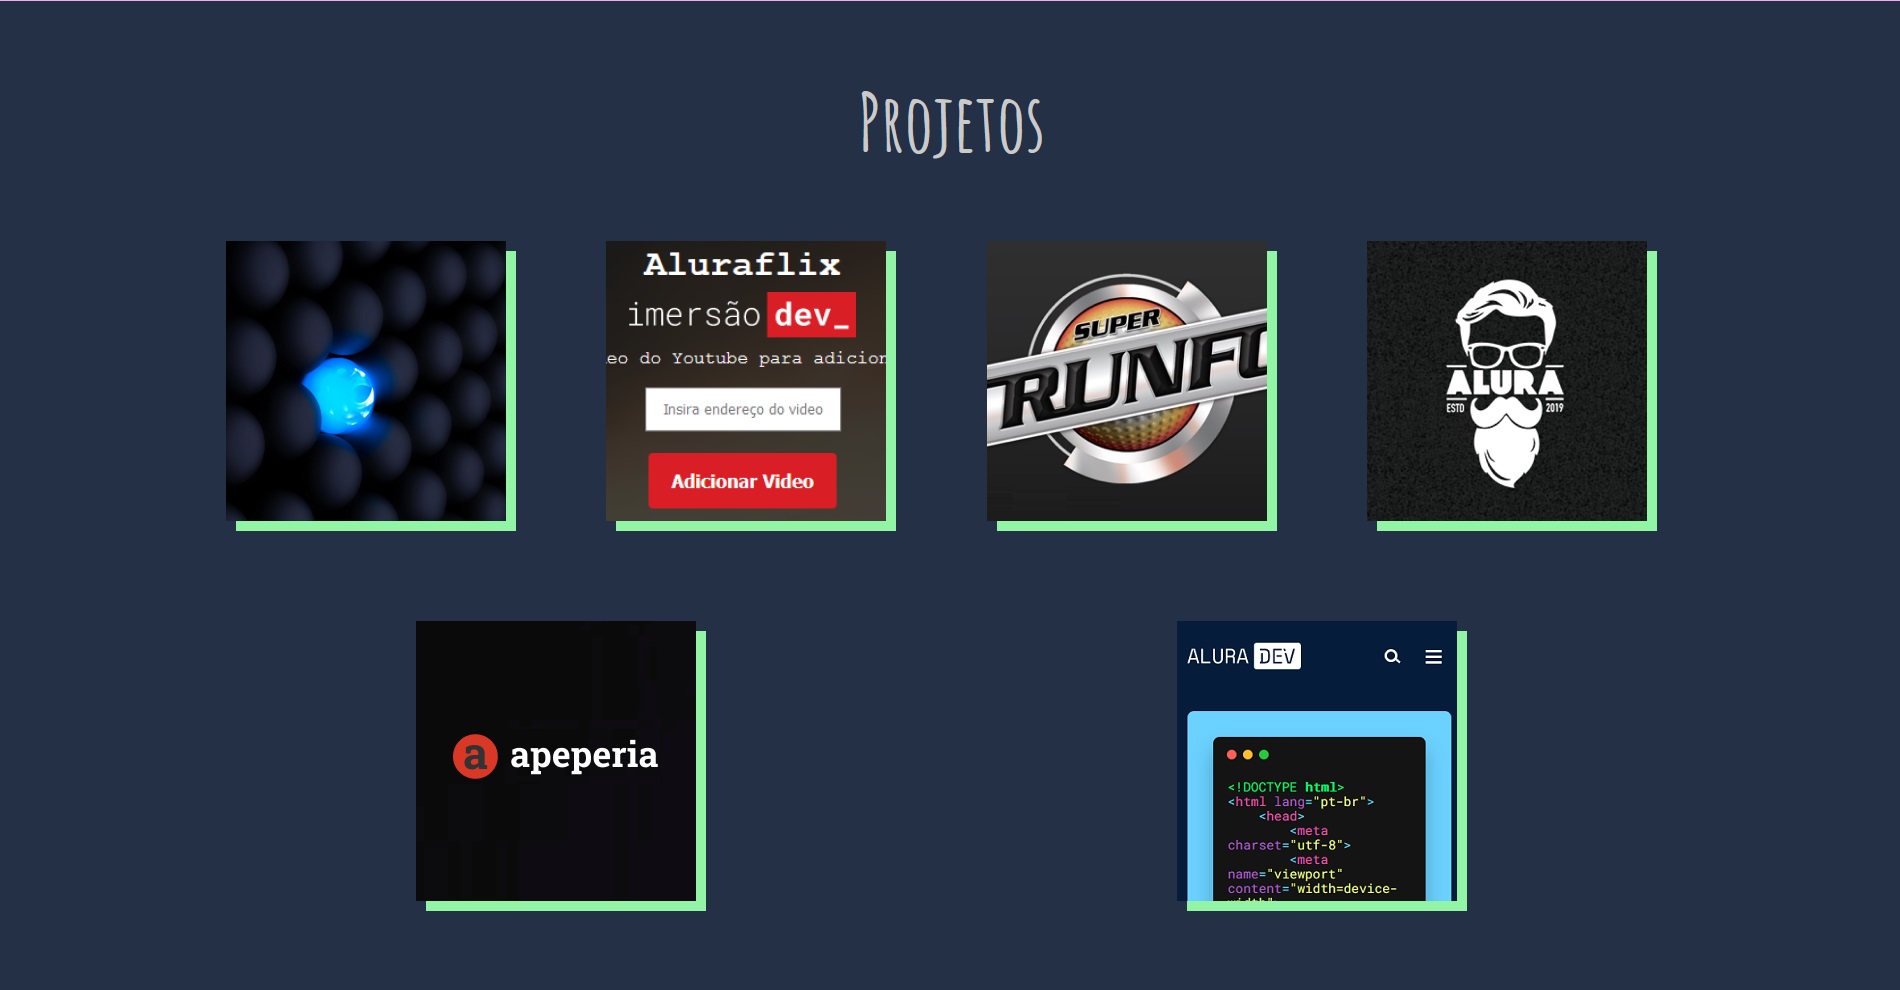 Projetos
Aluraflix
imersão dev_
eo do Youtube para adicion
Insira endereço do video
Adicionar Video
SUPER
TRUNFO
ALURA
ESTD 2019
a apeperia
ALURA DEV
<!DOCTYPE html>
<html lang="pt-br">
<head>
<meta
charset="utf-8">
<meta
name="viewport"
content="width=device-
width"